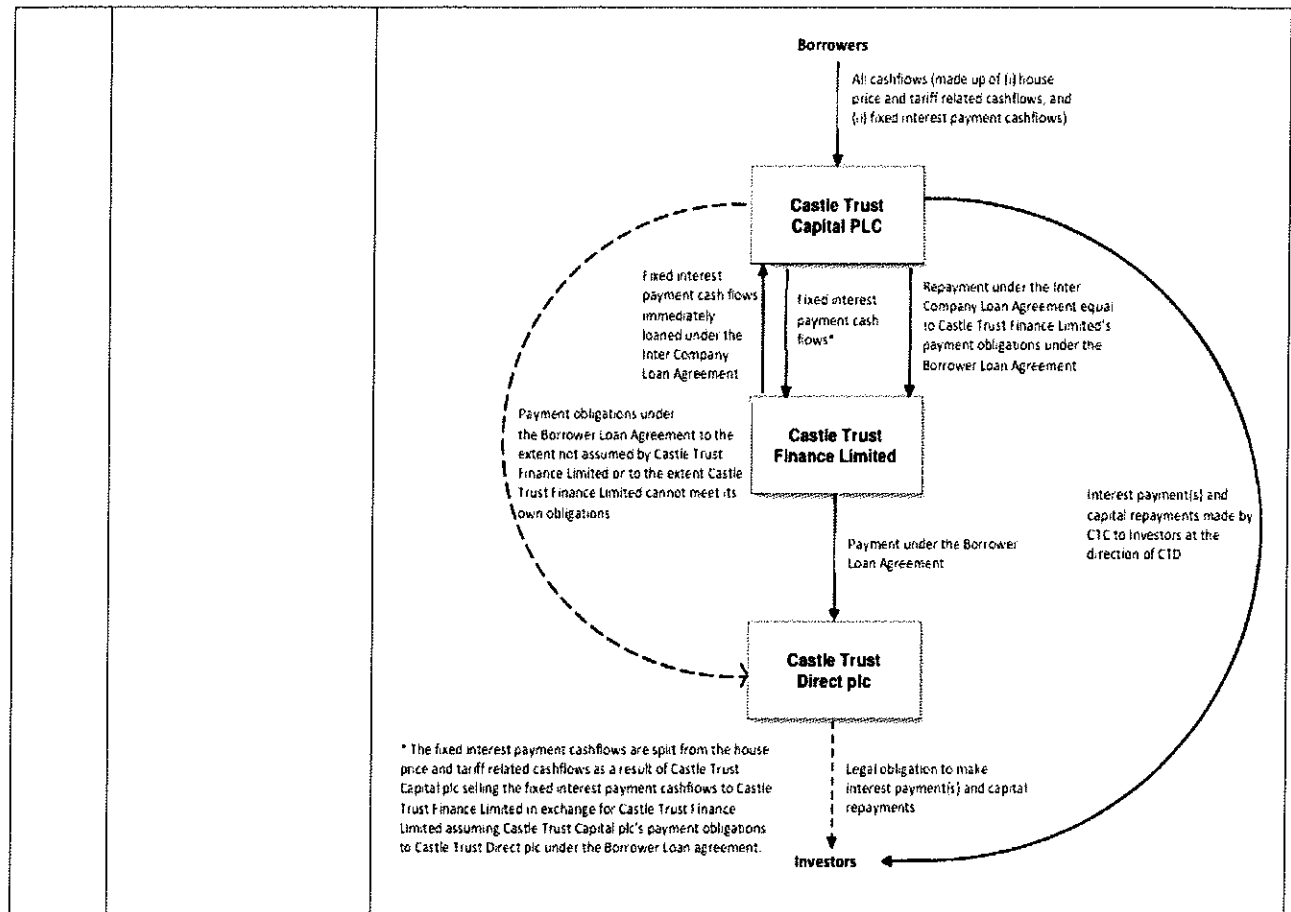 Borrowers
All cashflows (made up of (i) house
price and tariff related cashflows, and
(ii) fixed interest payment cashflows)
Castle Trust
Capital PLC
Fixed interest
payment cash flows
immediately
loaned under the
Inter Company
Loan Agreement
Fixed interest
payment cash
flows*
Repayment under the Inter
Company Loan Agreement equal
to Castle Trust Finance Limited's
payment obligations under the
Borrower Loan Agreement
Payment obligations under
the Borrower Loan Agreement to the
extent not assumed by Castle Trust
Finance Limited or to the extent Castle
Trust Finance Limited cannot meet its
own obligations
Castle Trust
Finance Limited
Interest payment(s) and
capital repayments made by
CTC to Investors at the
direction of CTD
Payment under the Borrower
Loan Agreement
Castle Trust
Direct plc
* The fixed interest payment cashflows are split from the house
price and tariff related cashflows as a result of Castle Trust
Capital plc selling the fixed interest payment cashflows to Castle
Trust Finance Limited in exchange for Castle Trust Finance
Limited assuming Castle Trust Capital plc's payment obligations
to Castle Trust Direct plc under the Borrower Loan agreement.
Legal obligation to make
interest payment(s) and capital
repayments
Investors